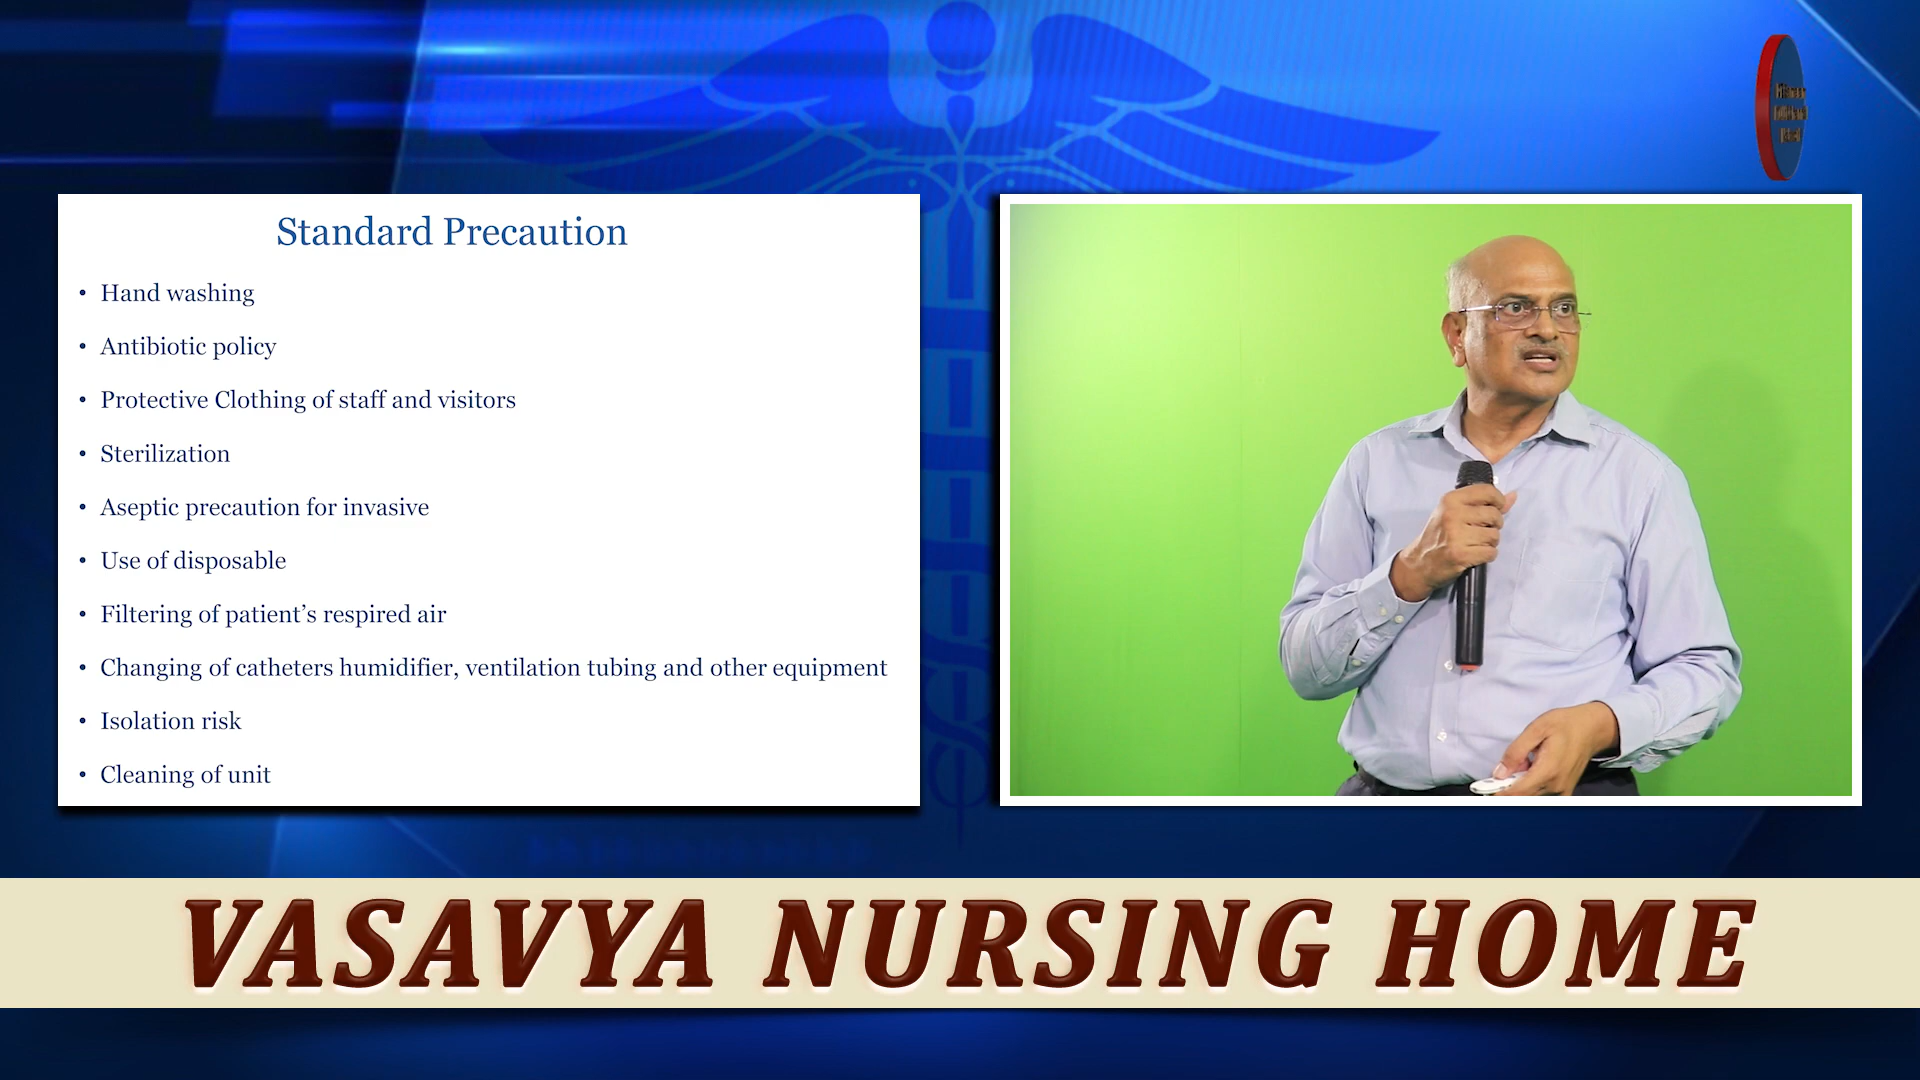 Standard Precaution
• Hand washing
• Antibiotic policy
• Protective Clothing of staff and visitors
• Sterilization
• Aseptic precaution for invasive
• Use of disposable
• Filtering of patient’s respired air
• Changing of catheters humidifier, ventilation tubing and other equipment
• Isolation risk
• Cleaning of unit
VASAVYA NURSING HOME